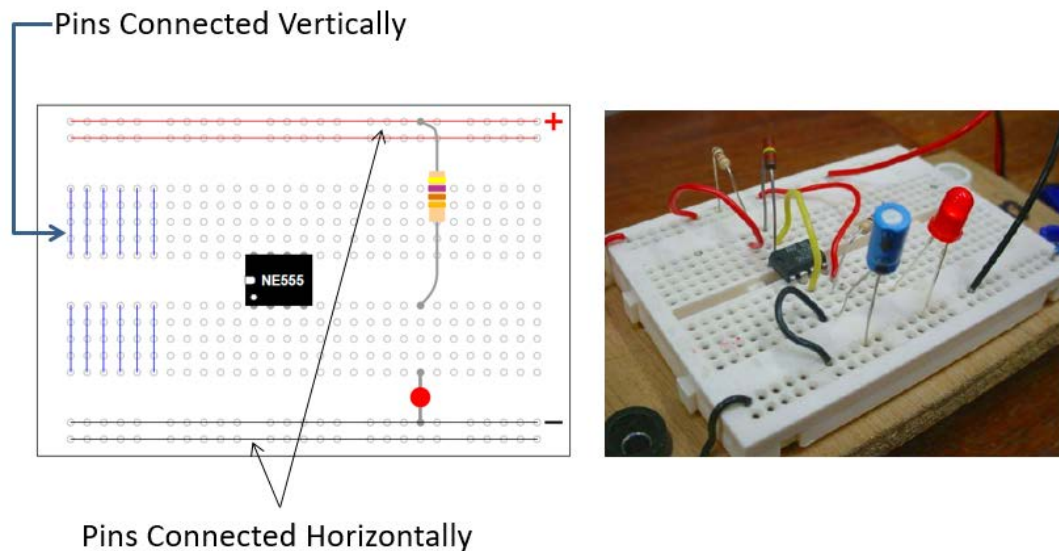 Pins Connected Vertically
+
NE555
−
Pins Connected Horizontally